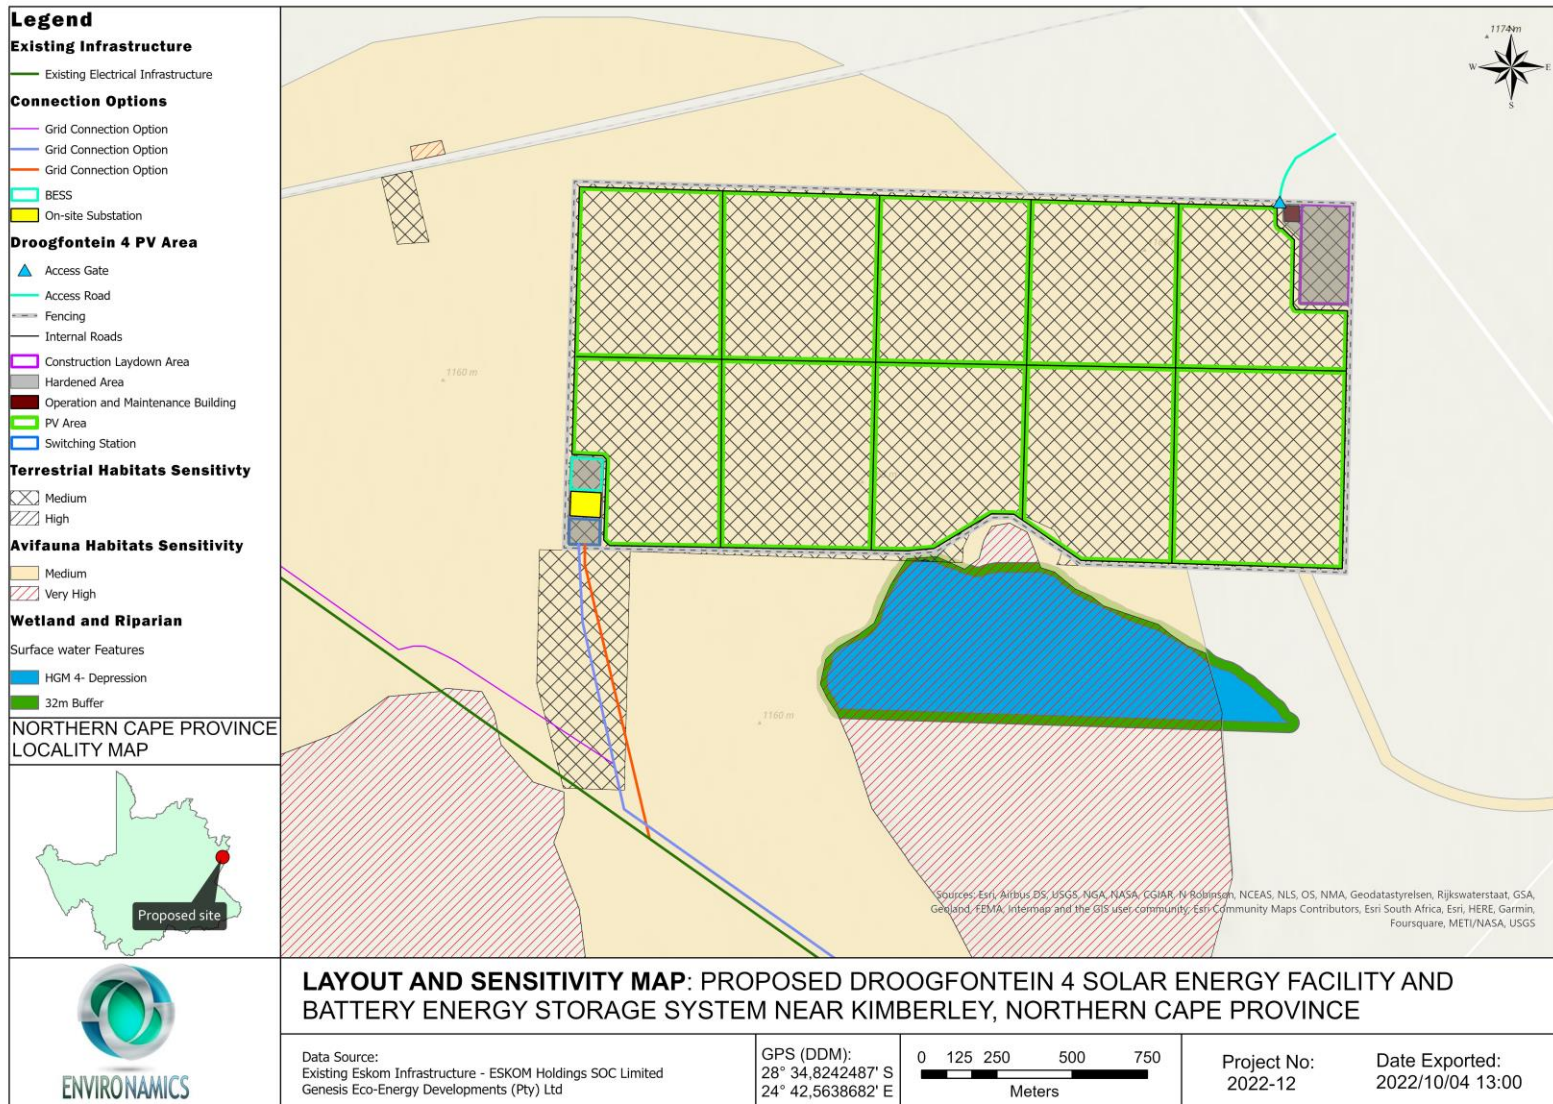 Legend
Existing Infrastructure
Existing Electrical Infrastructure
Connection Options
Grid Connection Option
Grid Connection Option
Grid Connection Option
BESS
On-site Substation
Droogfontein 4 PV Area
Access Gate
Access Road
Fencing
Internal Roads
Construction Laydown Area
Hardened Area
Operation and Maintenance Building
PV Area
Switching Station
Terrestrial Habitats Sensitivty
Medium
High
Avifauna Habitats Sensitivity
Medium
Very High
Wetland and Riparian
Surface water Features
HGM 4- Depression
32m Buffer
NORTHERN CAPE PROVINCE
LOCALITY MAP
Proposed site
ENVIRONAMICS
1174 m
N
W
E
S
1160 m
1160 m
Sources: Esri, Airbus DS, USGS, NGA, NASA, CGIAR, N Robinson, NCEAS, NLS, OS, NMA, Geodatastyrelsen, Rijkswaterstaat, GSA,
Geoland, FEMA, Intermap and the GIS user community, Esri Community Maps Contributors, Esri South Africa, Esri, HERE, Garmin,
Foursquare, METI/NASA, USGS
LAYOUT AND SENSITIVITY MAP: PROPOSED DROOGFONTEIN 4 SOLAR ENERGY FACILITY AND
BATTERY ENERGY STORAGE SYSTEM NEAR KIMBERLEY, NORTHERN CAPE PROVINCE
Data Source:
Existing Eskom Infrastructure - ESKOM Holdings SOC Limited
Genesis Eco-Energy Developments (Pty) Ltd
GPS (DDM):
28° 34,8242487' S
24° 42,5638682' E
0 125 250 500 750
Meters
Project No:
2022-12
Date Exported:
2022/10/04 13:00